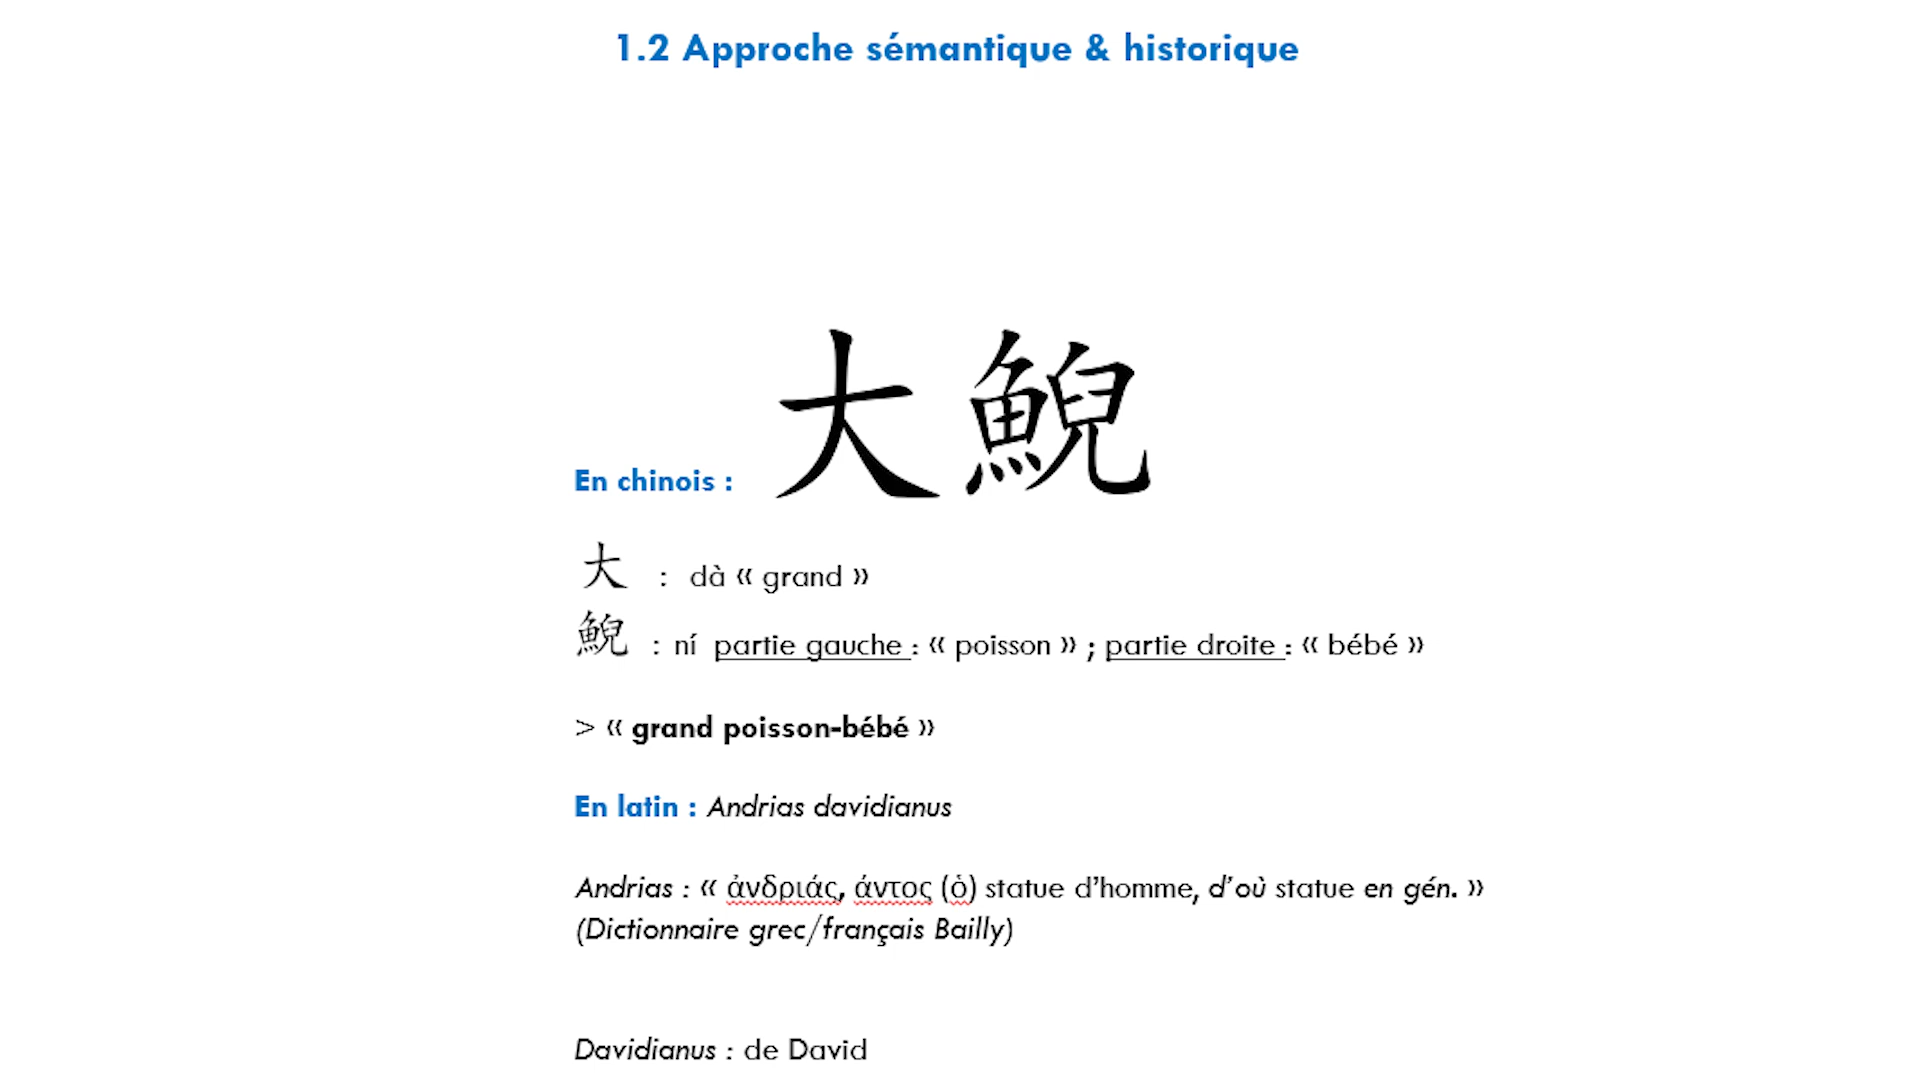 1.2 Approche sémantique & historique
En chinois : 大鯢
大 : dà « grand »
鯢 : ní partie gauche : « poisson » ; partie droite : « bébé »
> « grand poisson-bébé »
En latin : Andrias davidianus
Andrias : « ἀνδριάς, άντος (ὁ) statue d’homme, d’où statue en gén. »
(Dictionnaire grec/français Bailly)
Davidianus : de David